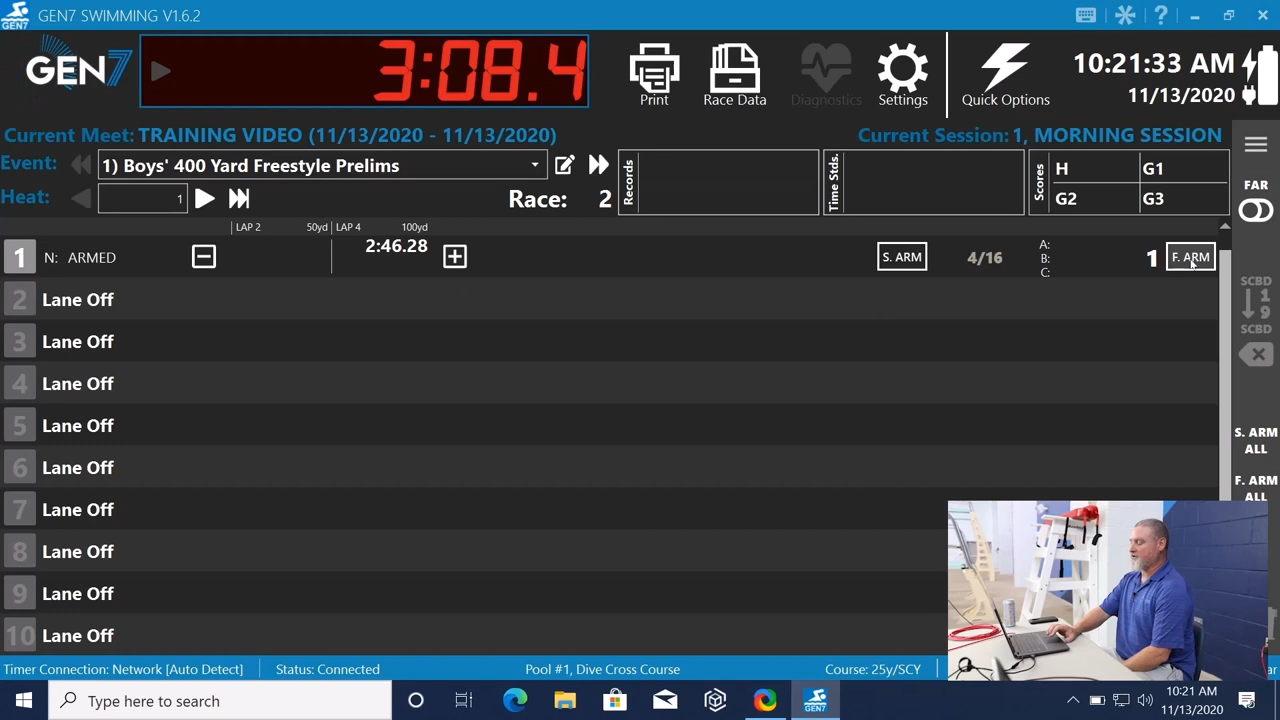 GEN7 SWIMMING V1.6.2
GEN7
GEN7
3:08.4
Print
Race Data
Diagnostics
Settings
Quick Options
10:21:33 AM
11/13/2020
Current Meet: TRAINING VIDEO (11/13/2020 - 11/13/2020)
Current Session: 1, MORNING SESSION
Event: 1) Boys' 400 Yard Freestyle Prelims
Heat: 1
Race: 2
Records
Time Stds.
Scores
H G1
G2 G3
FAR
LAP 2 50yd LAP 4 100yd
1 N: ARMED 2:46.28 S. ARM 4/16 A: B: C: 1 F. ARM
2 Lane Off
3 Lane Off
4 Lane Off
5 Lane Off
6 Lane Off
7 Lane Off
8 Lane Off
9 Lane Off
10 Lane Off
SCBD
1
9
SCBD
S. ARM
ALL
F. ARM
ALL
Timer Connection: Network [Auto Detect] Status: Connected Pool #1, Dive Cross Course Course: 25y/SCY
Type here to search
GEN7
10:21 AM
11/13/2020